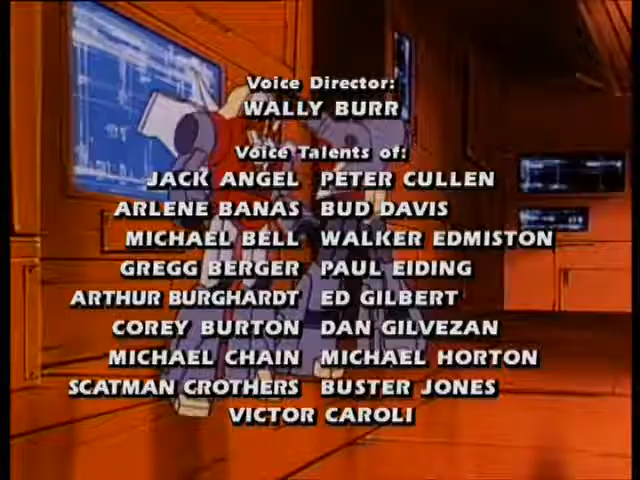 Voice Director:
WALLY BURR
Voice Talents of:
JACK ANGEL PETER CULLEN
ARLENE BANAS BUD DAVIS
MICHAEL BELL WALKER EDMISTON
GREGG BERGER PAUL EIDING
ARTHUR BURGHARDT ED GILBERT
COREY BURTON DAN GILVEZAN
MICHAEL CHAIN MICHAEL HORTON
SCATMAN CROTHERS BUSTER JONES
VICTOR CAROLI